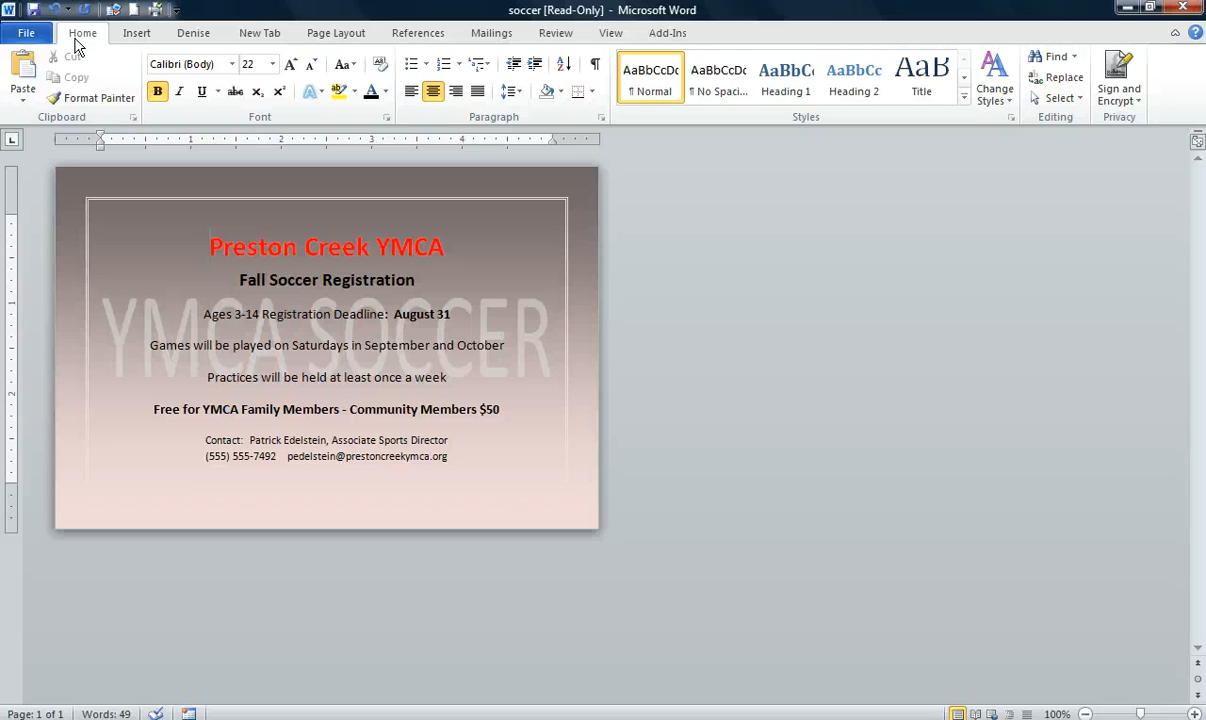 soccer [Read-Only] - Microsoft Word
File Home Insert Denise New Tab Page Layout References Mailings Review View Add-Ins
Paste
Cut
Copy
Format Painter
Clipboard
Calibri (Body) 22
Font
Paragraph
AaBbCcDc AaBbCcDc AaBbCc AaBbCc AaB
¶ Normal ¶ No Spaci... Heading 1 Heading 2 Title
Change Styles
Styles
Find
Replace
Select
Editing
Sign and Encrypt
Privacy
1 2 3 4
1
2
Preston Creek YMCA
Fall Soccer Registration
YMCA SOCCER
Ages 3-14 Registration Deadline: August 31
Games will be played on Saturdays in September and October
Practices will be held at least once a week
Free for YMCA Family Members - Community Members $50
Contact: Patrick Edelstein, Associate Sports Director
(555) 555-7492 pedelstein@prestoncreekymca.org
Page: 1 of 1 Words: 49 100%